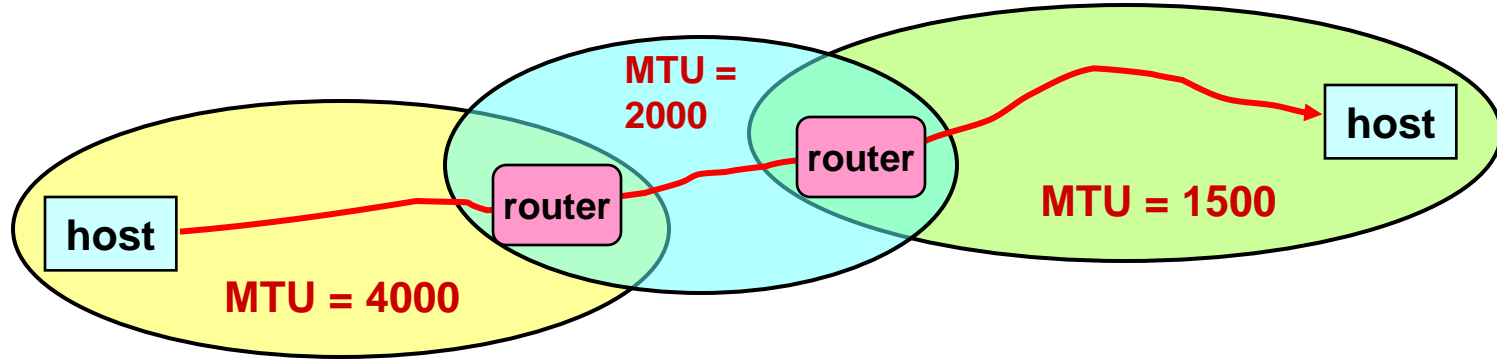 host
MTU = 4000
router
MTU =
2000
router
MTU = 1500
host